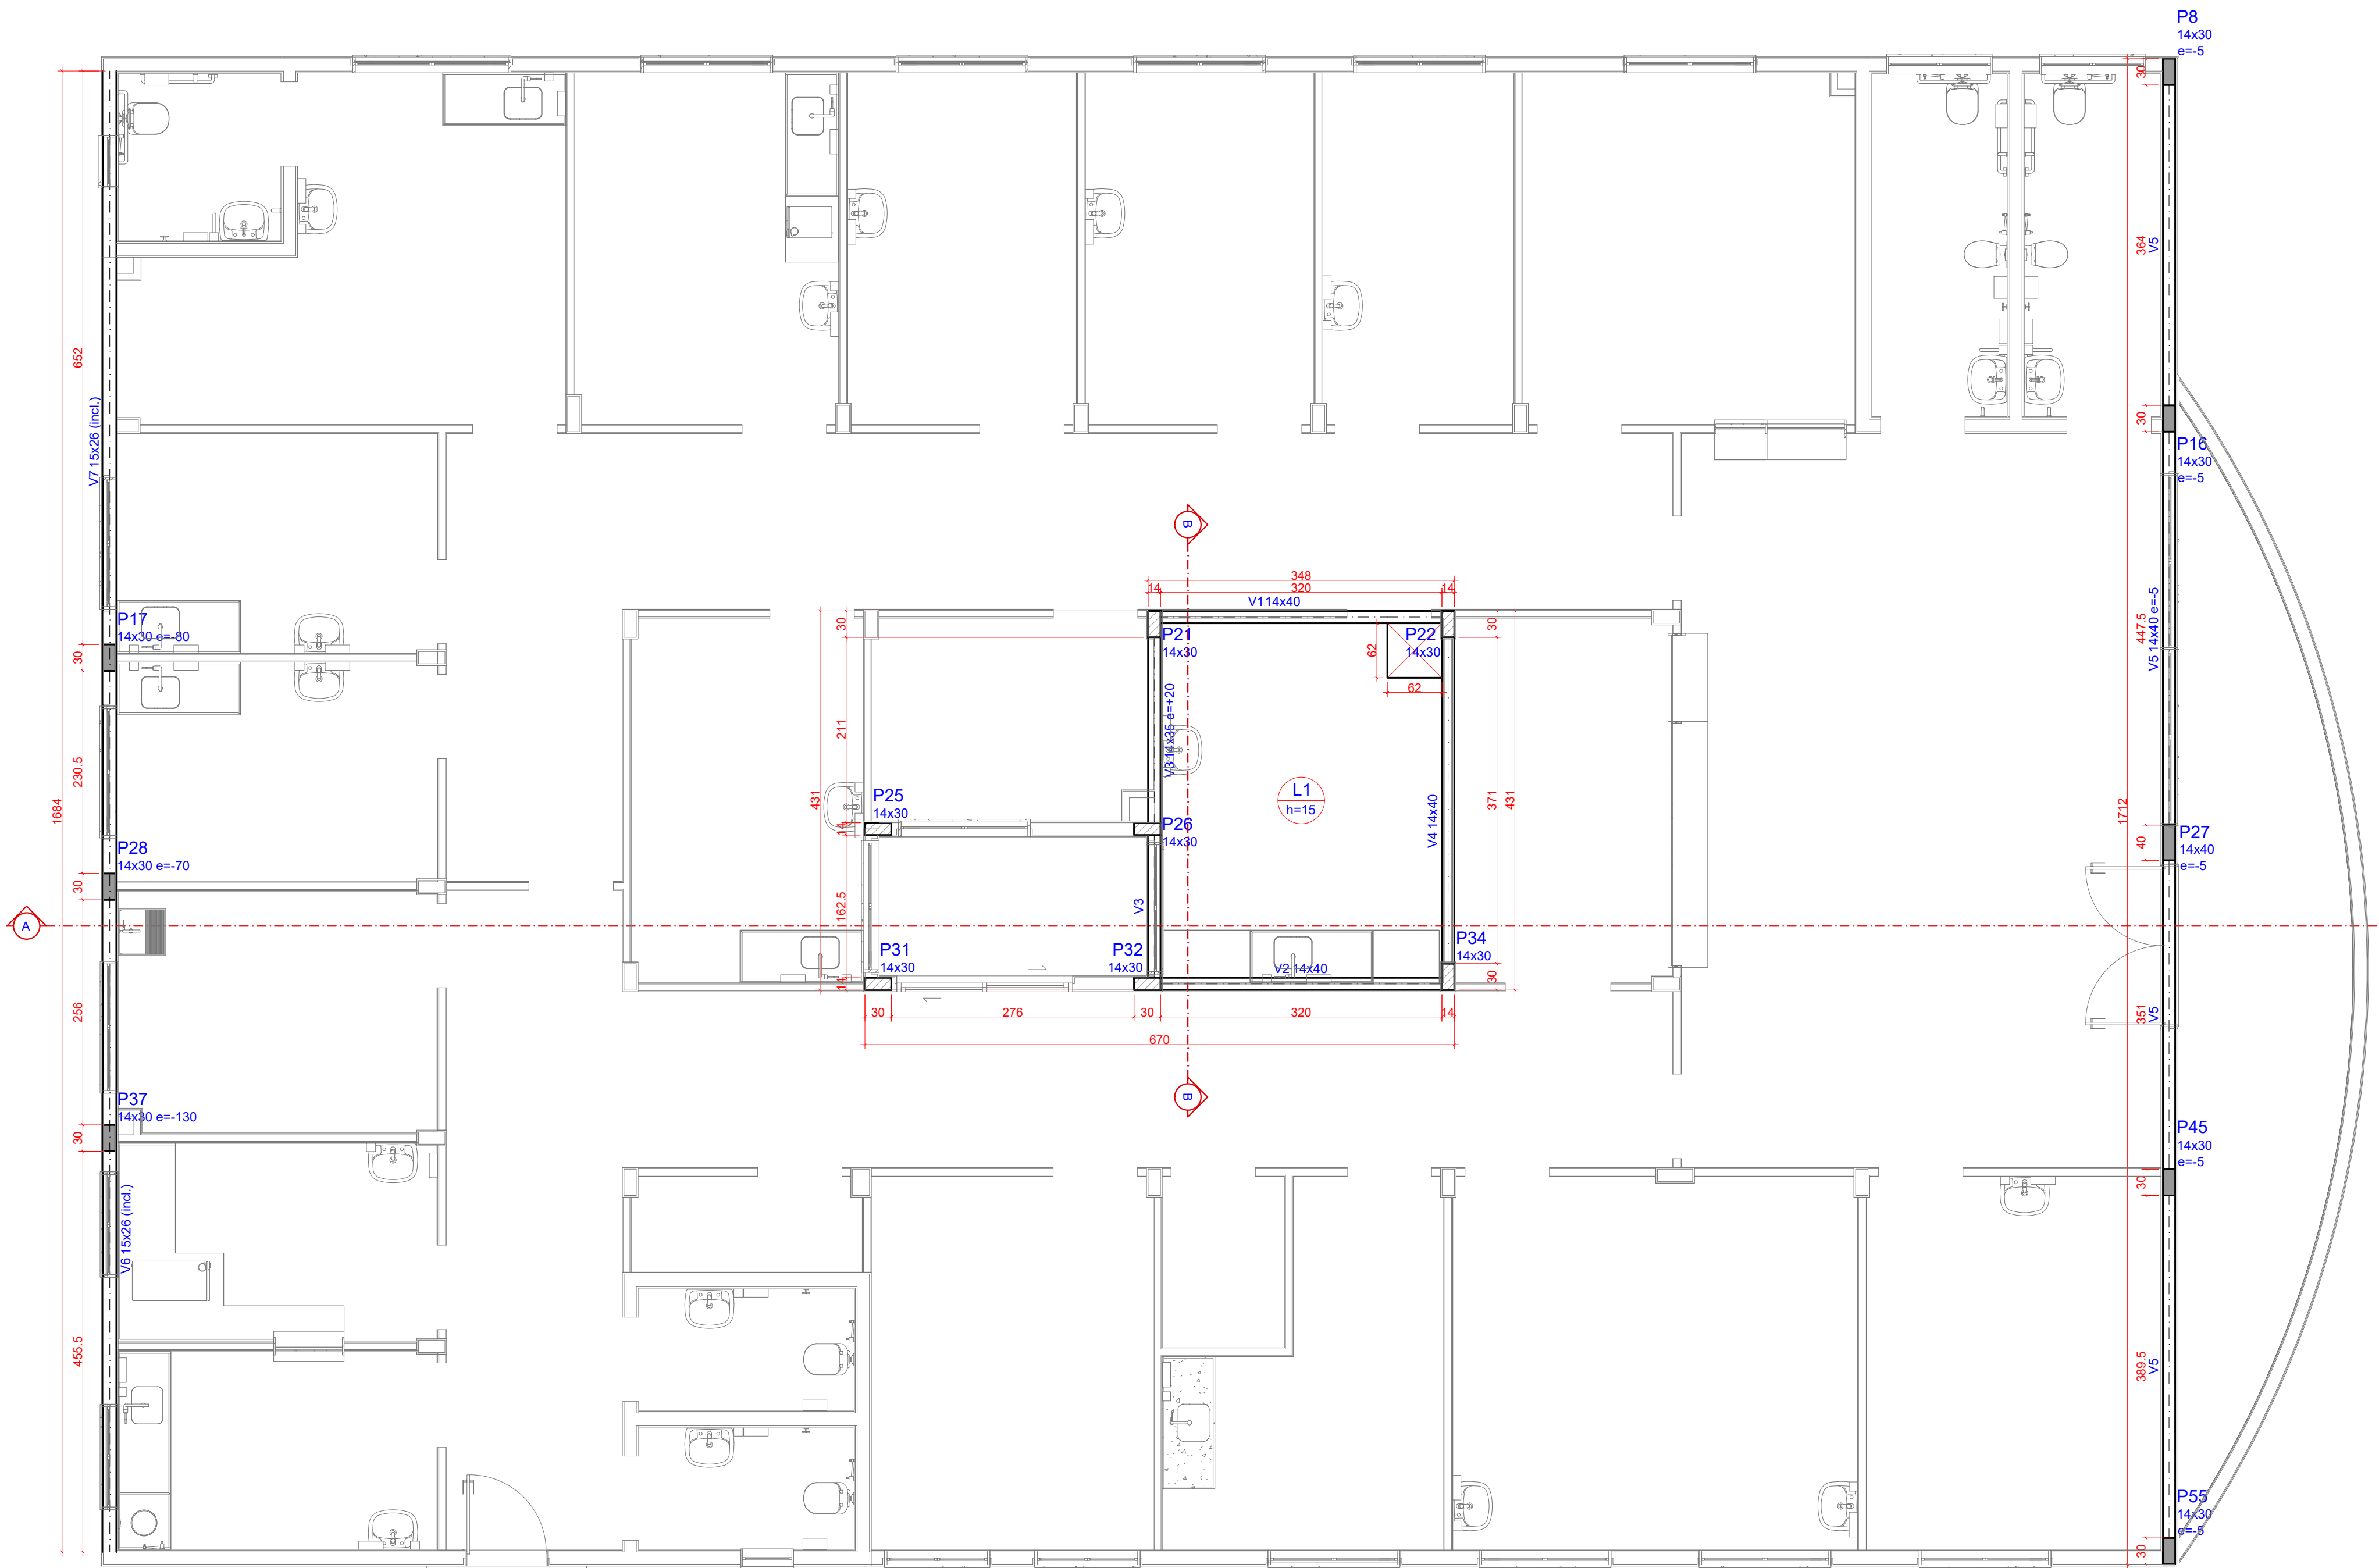 P8
14x30
e=-5
30
364
V5
30
P16
14x30
e=-5
652
V7 15x26 (incl.)
B
348
14
320
14
V114x40
P17
14x30 e=-80
30
30
P21
14x30
P22
14x30
30
62
62
447.5
V5 14x40 e=-5
211
V3 14x35 e=+20
230.5
1684
431
P25
14x30
14
L1
h=15
P26
14x30
V4 14x40
371
431
1712
P27
14x40
e=-5
40
P28
14x30 e=-70
30
162.5
V3
A
P31
14x30
P32
14x30
P34
14x30
V2 14x40
14
30
256
30
276
30
320
14
351
V5
670
B
P37
14x30 e=-130
30
P45
14x30
e=-5
30
V6 15x26 (incl.)
455.5
389.5
V5
P55
14x30
e=-5
30